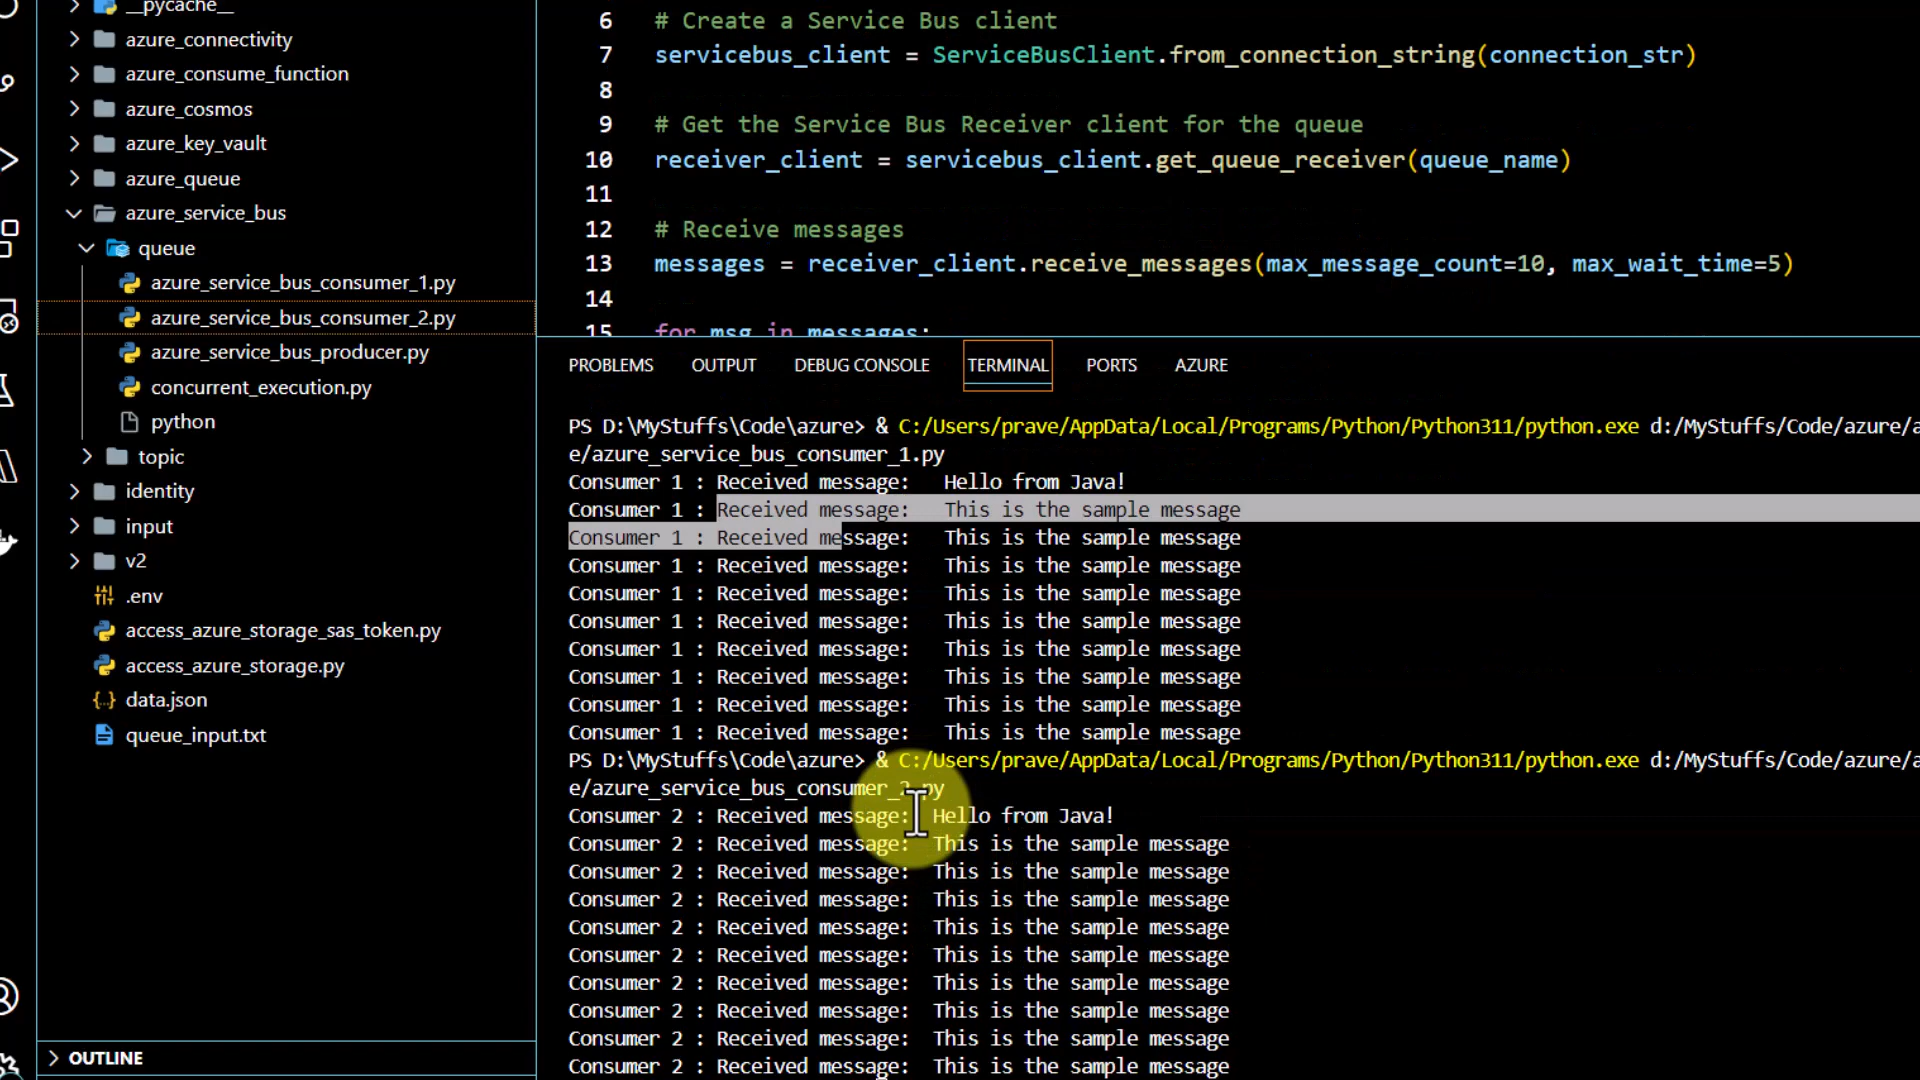 __pycache__
azure_connectivity
azure_consume_function
azure_cosmos
azure_key_vault
azure_queue
azure_service_bus
queue
azure_service_bus_consumer_1.py
azure_service_bus_consumer_2.py
azure_service_bus_producer.py
concurrent_execution.py
python
topic
identity
input
v2
.env
access_azure_storage_sas_token.py
access_azure_storage.py
data.json
queue_input.txt
OUTLINE
6 # Create a Service Bus client
7 servicebus_client = ServiceBusClient.from_connection_string(connection_str)
8
9 # Get the Service Bus Receiver client for the queue
10 receiver_client = servicebus_client.get_queue_receiver(queue_name)
11
12 # Receive messages
13 messages = receiver_client.receive_messages(max_message_count=10, max_wait_time=5)
14
15 for msg in messages:
PROBLEMS OUTPUT DEBUG CONSOLE TERMINAL PORTS AZURE
PS D:\MyStuffs\Code\azure> & C:/Users/prave/AppData/Local/Programs/Python/Python311/python.exe d:/MyStuffs/Code/azure/a
e/azure_service_bus_consumer_1.py
Consumer 1 : Received message:   Hello from Java!
Consumer 1 : Received message:   This is the sample message
Consumer 1 : Received message:   This is the sample message
Consumer 1 : Received message:   This is the sample message
Consumer 1 : Received message:   This is the sample message
Consumer 1 : Received message:   This is the sample message
Consumer 1 : Received message:   This is the sample message
Consumer 1 : Received message:   This is the sample message
Consumer 1 : Received message:   This is the sample message
Consumer 1 : Received message:   This is the sample message
PS D:\MyStuffs\Code\azure> & C:/Users/prave/AppData/Local/Programs/Python/Python311/python.exe d:/MyStuffs/Code/azure/a
e/azure_service_bus_consumer_2.py
Consumer 2 : Received message:  Hello from Java!
Consumer 2 : Received message:  This is the sample message
Consumer 2 : Received message:  This is the sample message
Consumer 2 : Received message:  This is the sample message
Consumer 2 : Received message:  This is the sample message
Consumer 2 : Received message:  This is the sample message
Consumer 2 : Received message:  This is the sample message
Consumer 2 : Received message:  This is the sample message
Consumer 2 : Received message:  This is the sample message
Consumer 2 : Received message:  This is the sample message